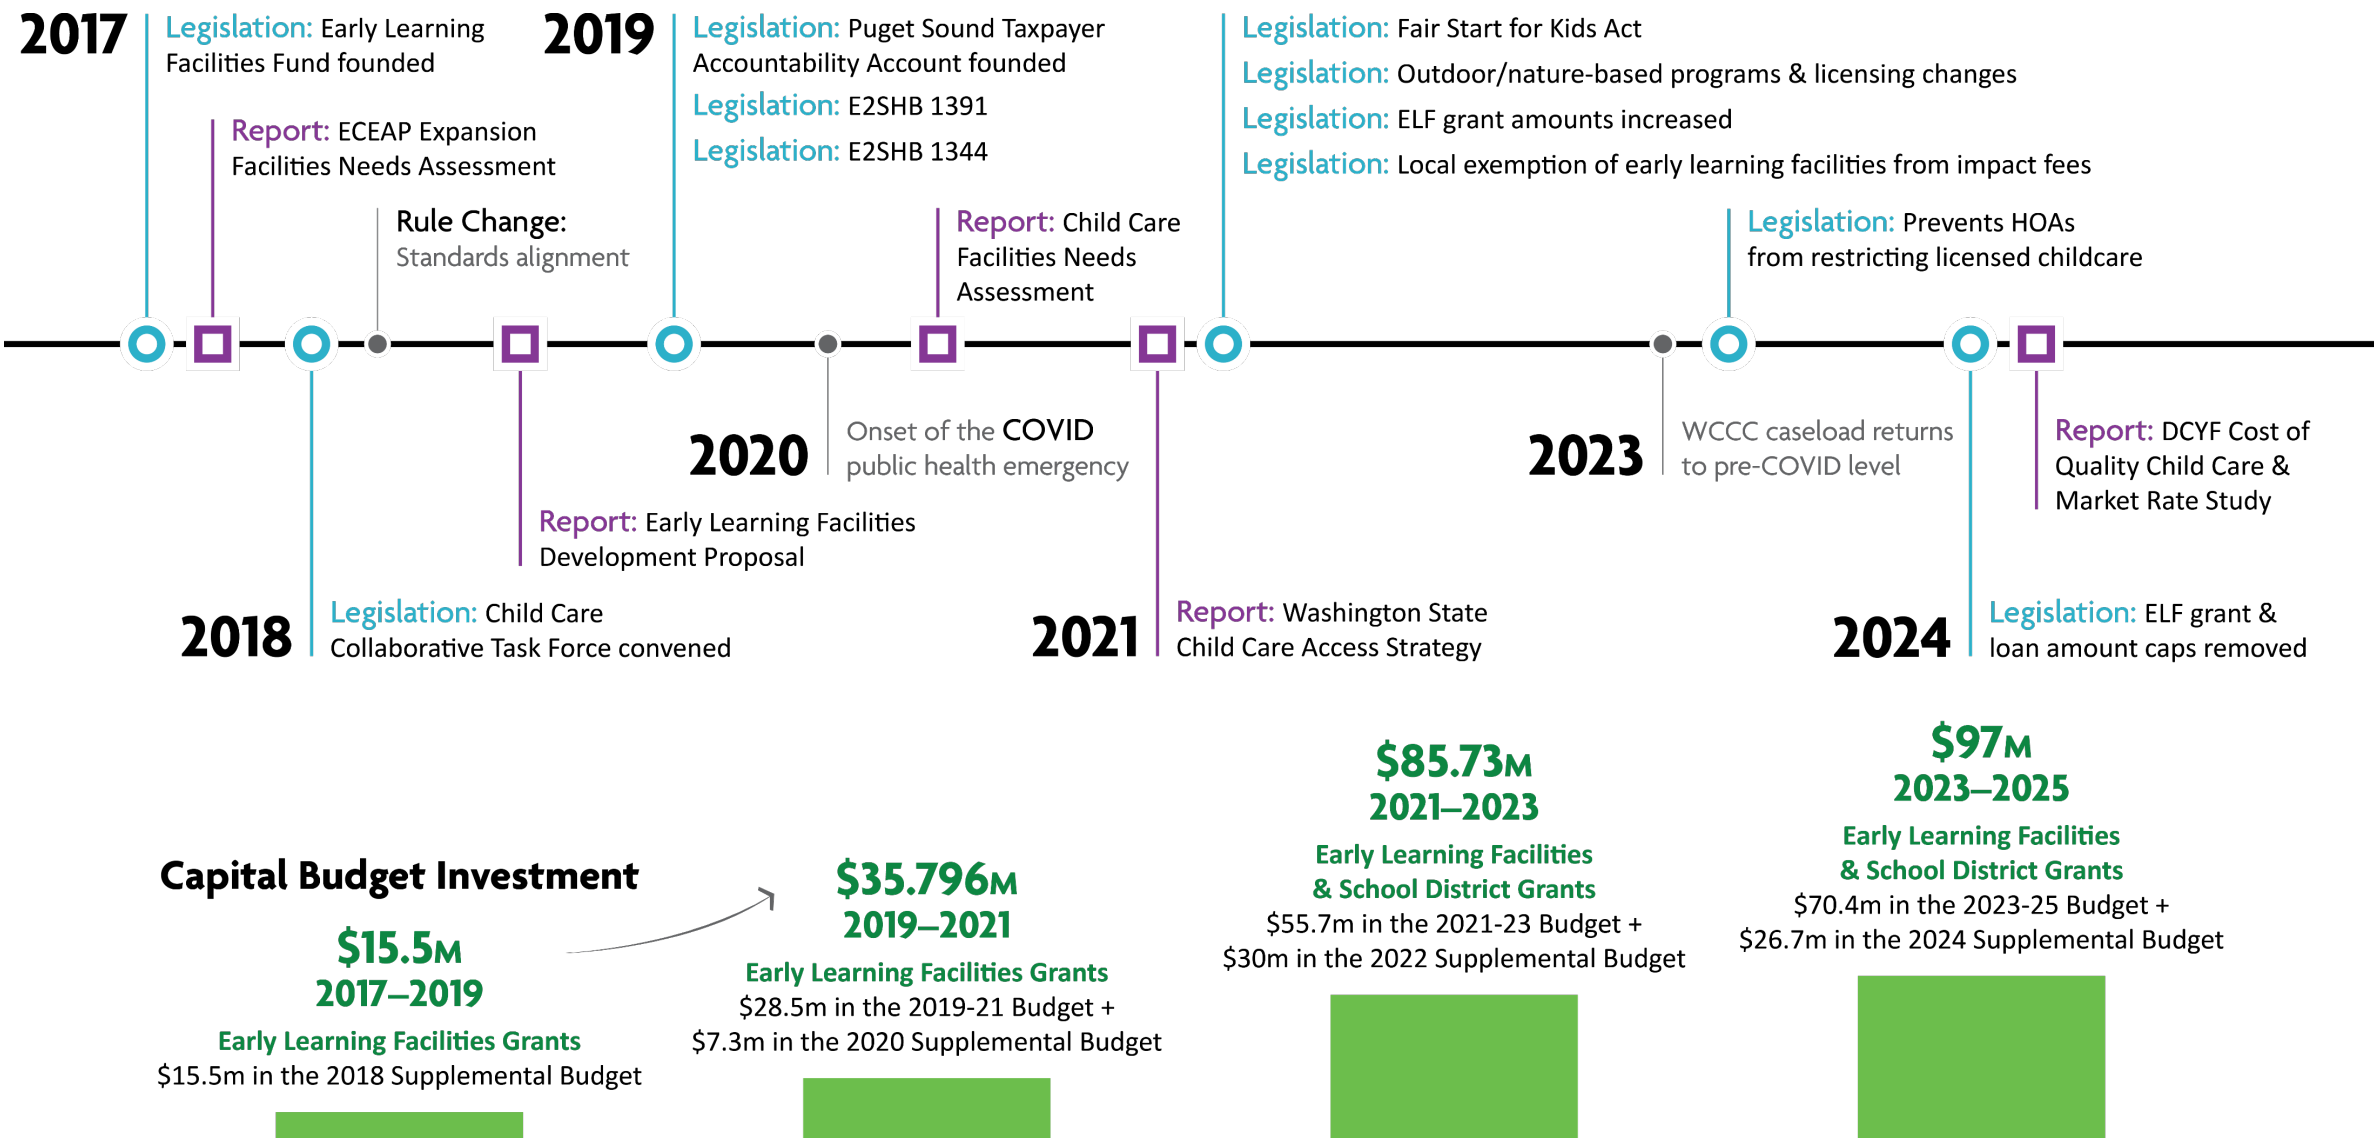 2017
Legislation: Early Learning
Facilities Fund founded
Report: ECEAP Expansion
Facilities Needs Assessment
Rule Change:
Standards alignment
2019
Legislation: Puget Sound Taxpayer
Accountability Account founded
Legislation: E2SHB 1391
Legislation: E2SHB 1344
Report: Child Care
Facilities Needs
Assessment
Legislation: Fair Start for Kids Act
Legislation: Outdoor/nature-based programs & licensing changes
Legislation: ELF grant amounts increased
Legislation: Local exemption of early learning facilities from impact fees
Legislation: Prevents HOAs
from restricting licensed childcare
2018
Legislation: Child Care
Collaborative Task Force convened
Report: Early Learning Facilities
Development Proposal
2020
Onset of the COVID
public health emergency
2021
Report: Washington State
Child Care Access Strategy
2023
WCCC caseload returns
to pre-COVID level
2024
Legislation: ELF grant &
loan amount caps removed
Report: DCYF Cost of
Quality Child Care &
Market Rate Study
Capital Budget Investment
$15.5M
2017–2019
Early Learning Facilities Grants
$15.5m in the 2018 Supplemental Budget
$35.796M
2019–2021
Early Learning Facilities Grants
$28.5m in the 2019-21 Budget +
$7.3m in the 2020 Supplemental Budget
$85.73M
2021–2023
Early Learning Facilities
& School District Grants
$55.7m in the 2021-23 Budget +
$30m in the 2022 Supplemental Budget
$97M
2023–2025
Early Learning Facilities
& School District Grants
$70.4m in the 2023-25 Budget +
$26.7m in the 2024 Supplemental Budget